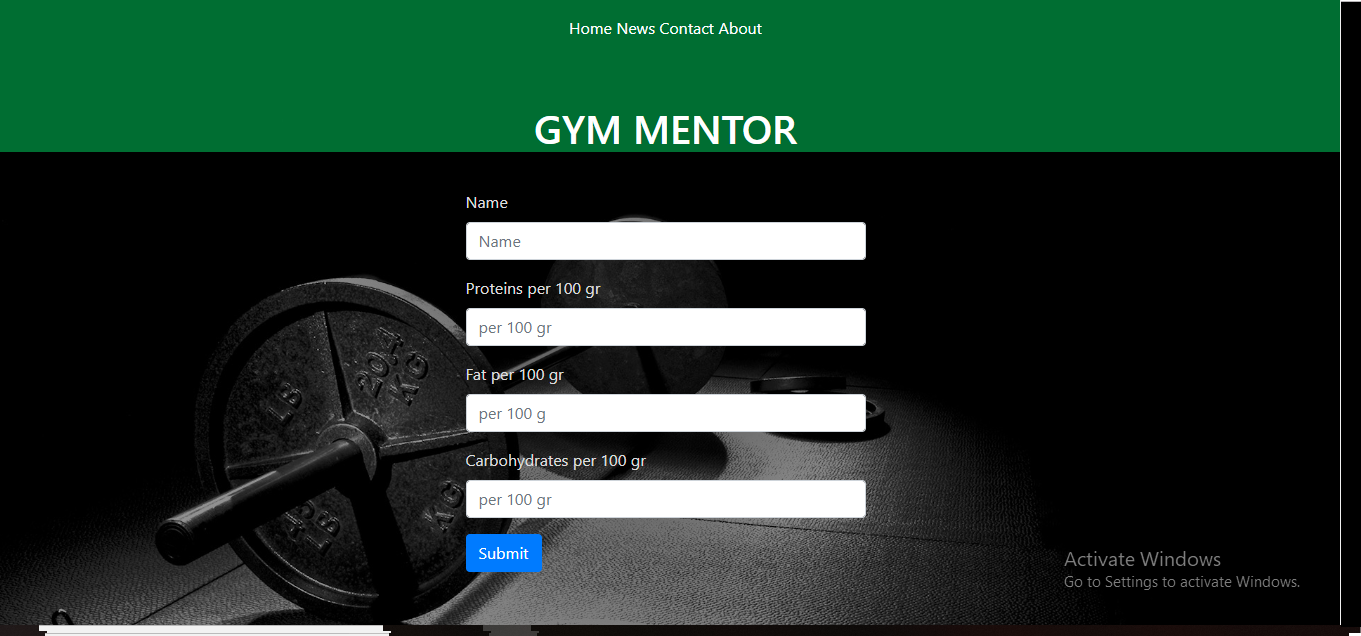 Home News Contact About
GYM MENTOR
Name
Name
Proteins per 100 gr
per 100 gr
Fat per 100 gr
per 100 g
Carbohydrates per 100 gr
per 100 gr
Submit
LB
20.4
KG
KG
45
LB
Activate Windows
Go to Settings to activate Windows.